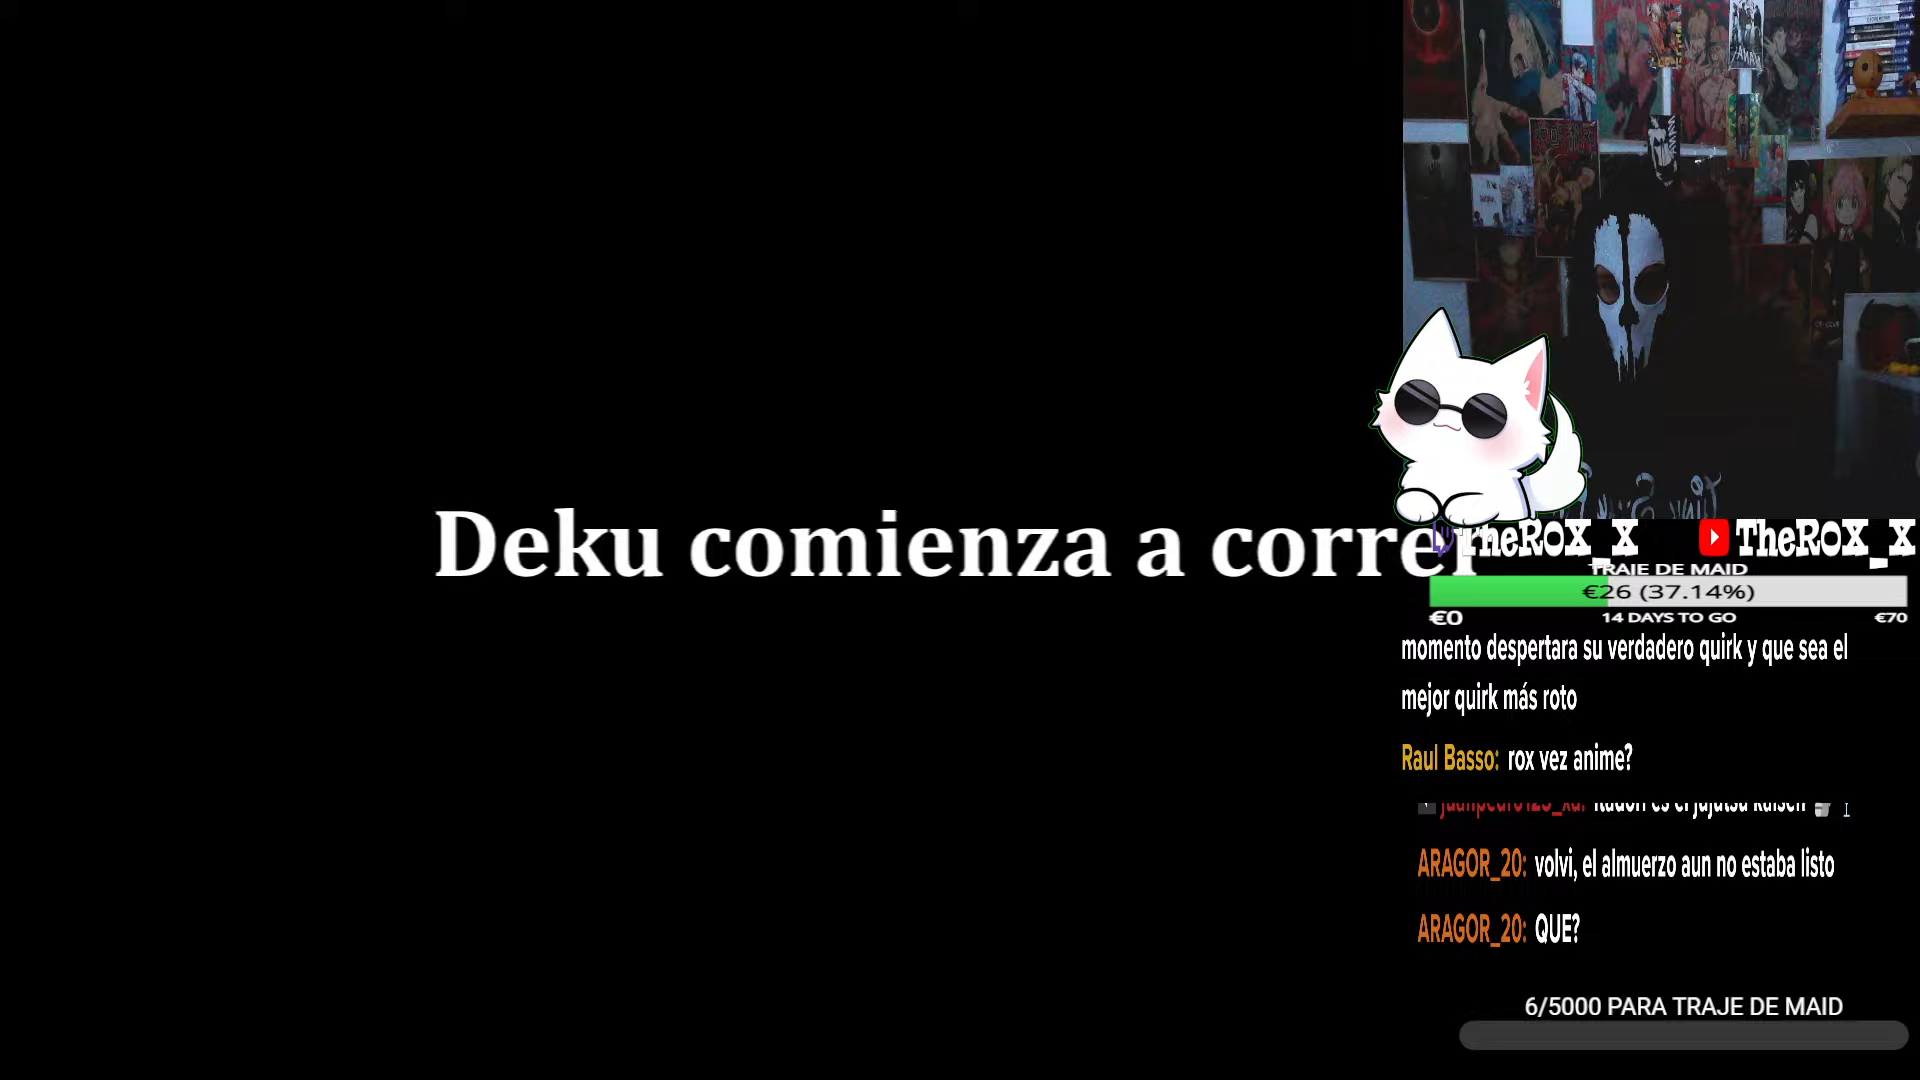 Deku comienza a correr
TheROX_X TheROX_X
TRAJE DE MAID
€26 (37.14%)
€0 14 DAYS TO GO €70
momento despertara su verdadero quirk y que sea el
mejor quirk más roto
Raul Basso: rox vez anime?
ARAGOR_20: volvi, el almuerzo aun no estaba listo
ARAGOR_20: QUE?
6/5000 PARA TRAJE DE MAID